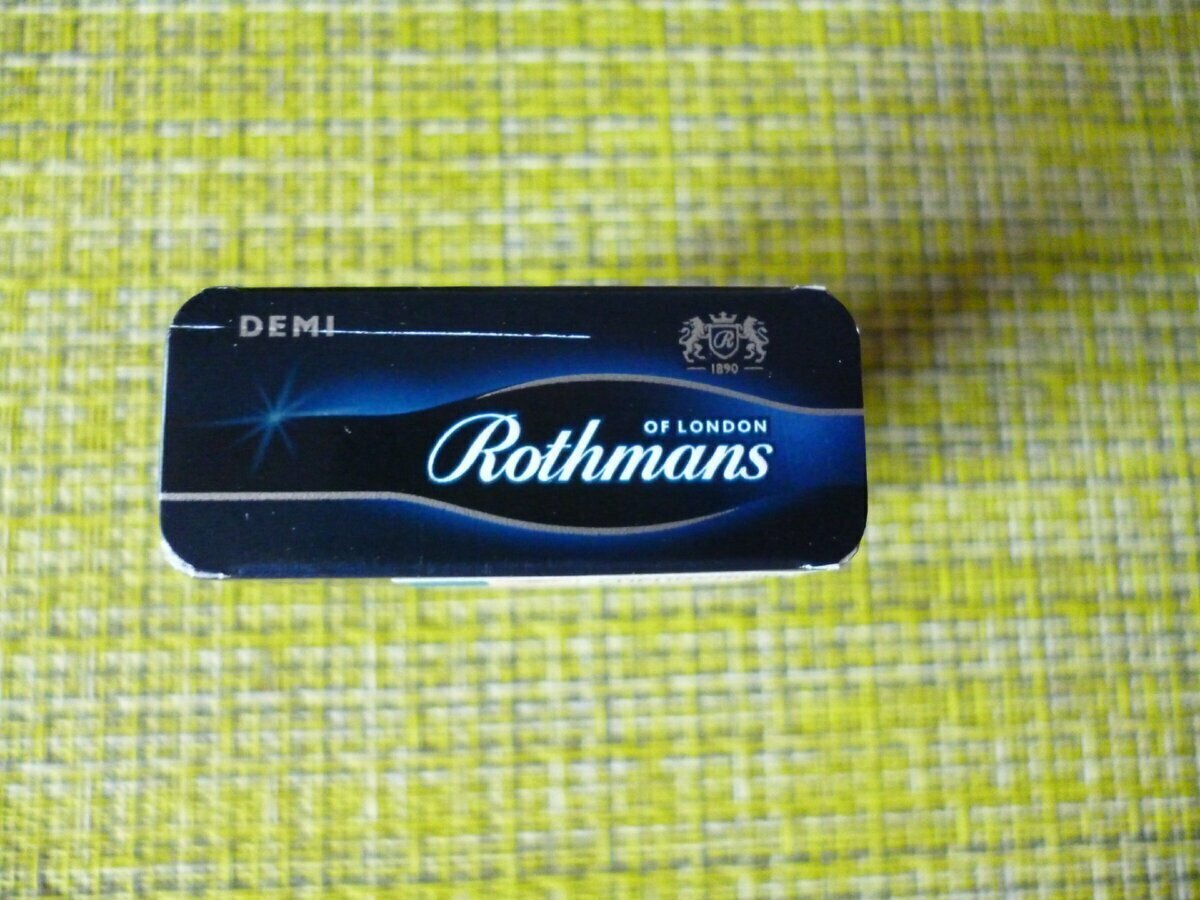 DEMI
R
1890
OF LONDON
Rothmans